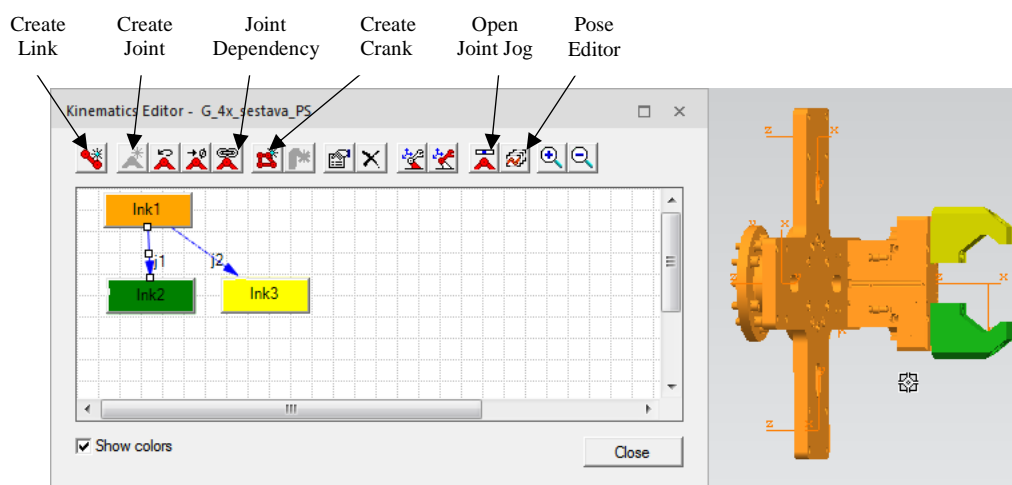 Create Link
Create Joint
Joint Dependency
Create Crank
Open Joint Jog
Pose Editor
Kinematics Editor - G_4x_sestava_PS
lnk1
j1
j2
lnk2
lnk3
Show colors
Close
z
x
x
z
x
z
x